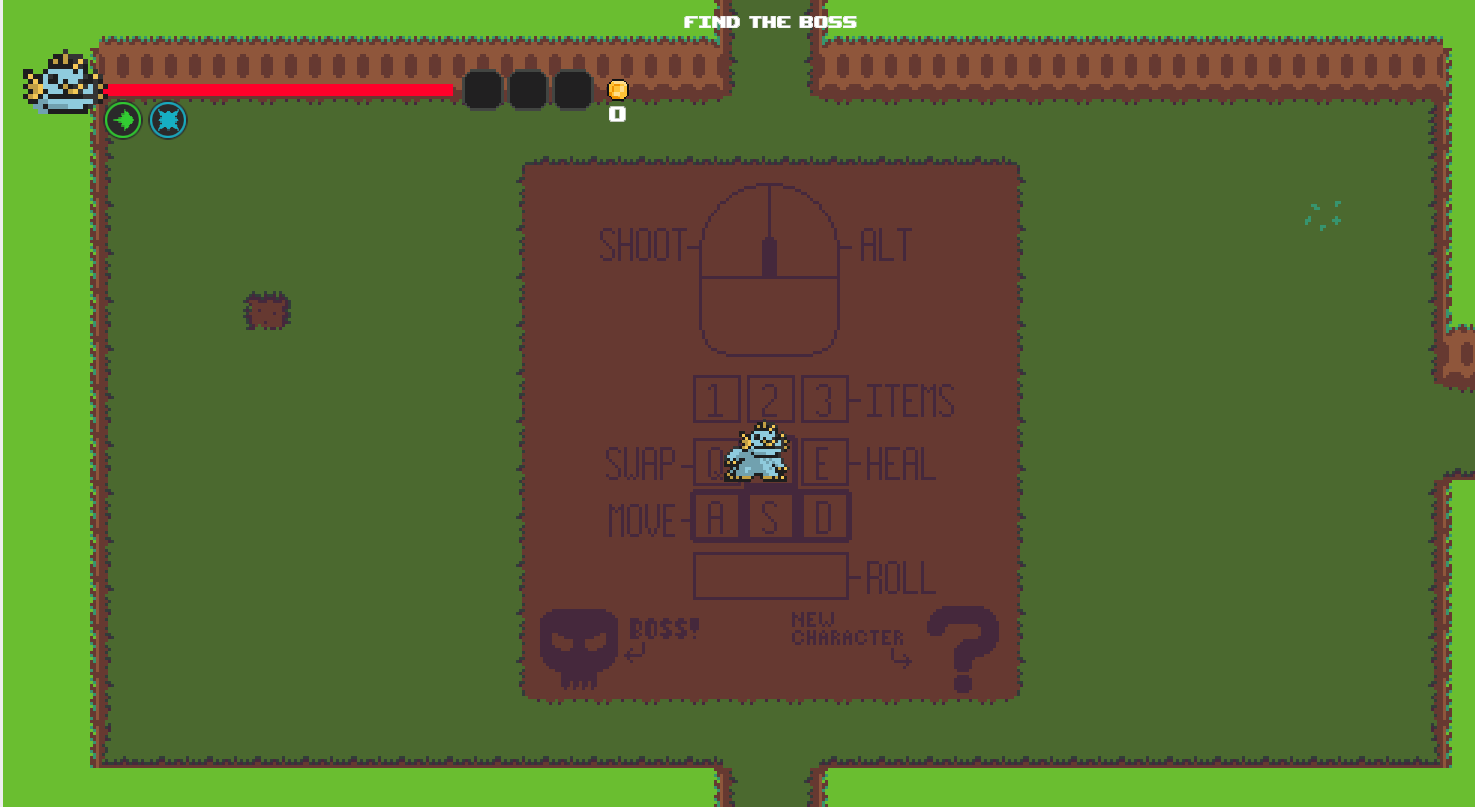 FIND THE BOSS
0
SHOOT ALT
1 2 3 ITEMS
SWAP Q E HEAL
MOVE A S D
ROLL
BOSS!
NEW
CHARACTER
?